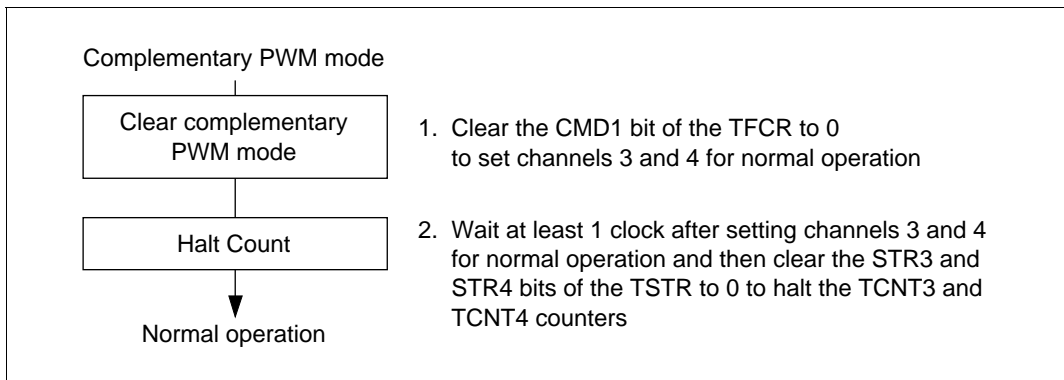 Complementary PWM mode
Clear complementary
PWM mode
1. Clear the CMD1 bit of the TFCR to 0
to set channels 3 and 4 for normal operation
Halt Count
2. Wait at least 1 clock after setting channels 3 and 4
for normal operation and then clear the STR3 and
STR4 bits of the TSTR to 0 to halt the TCNT3 and
TCNT4 counters
Normal operation